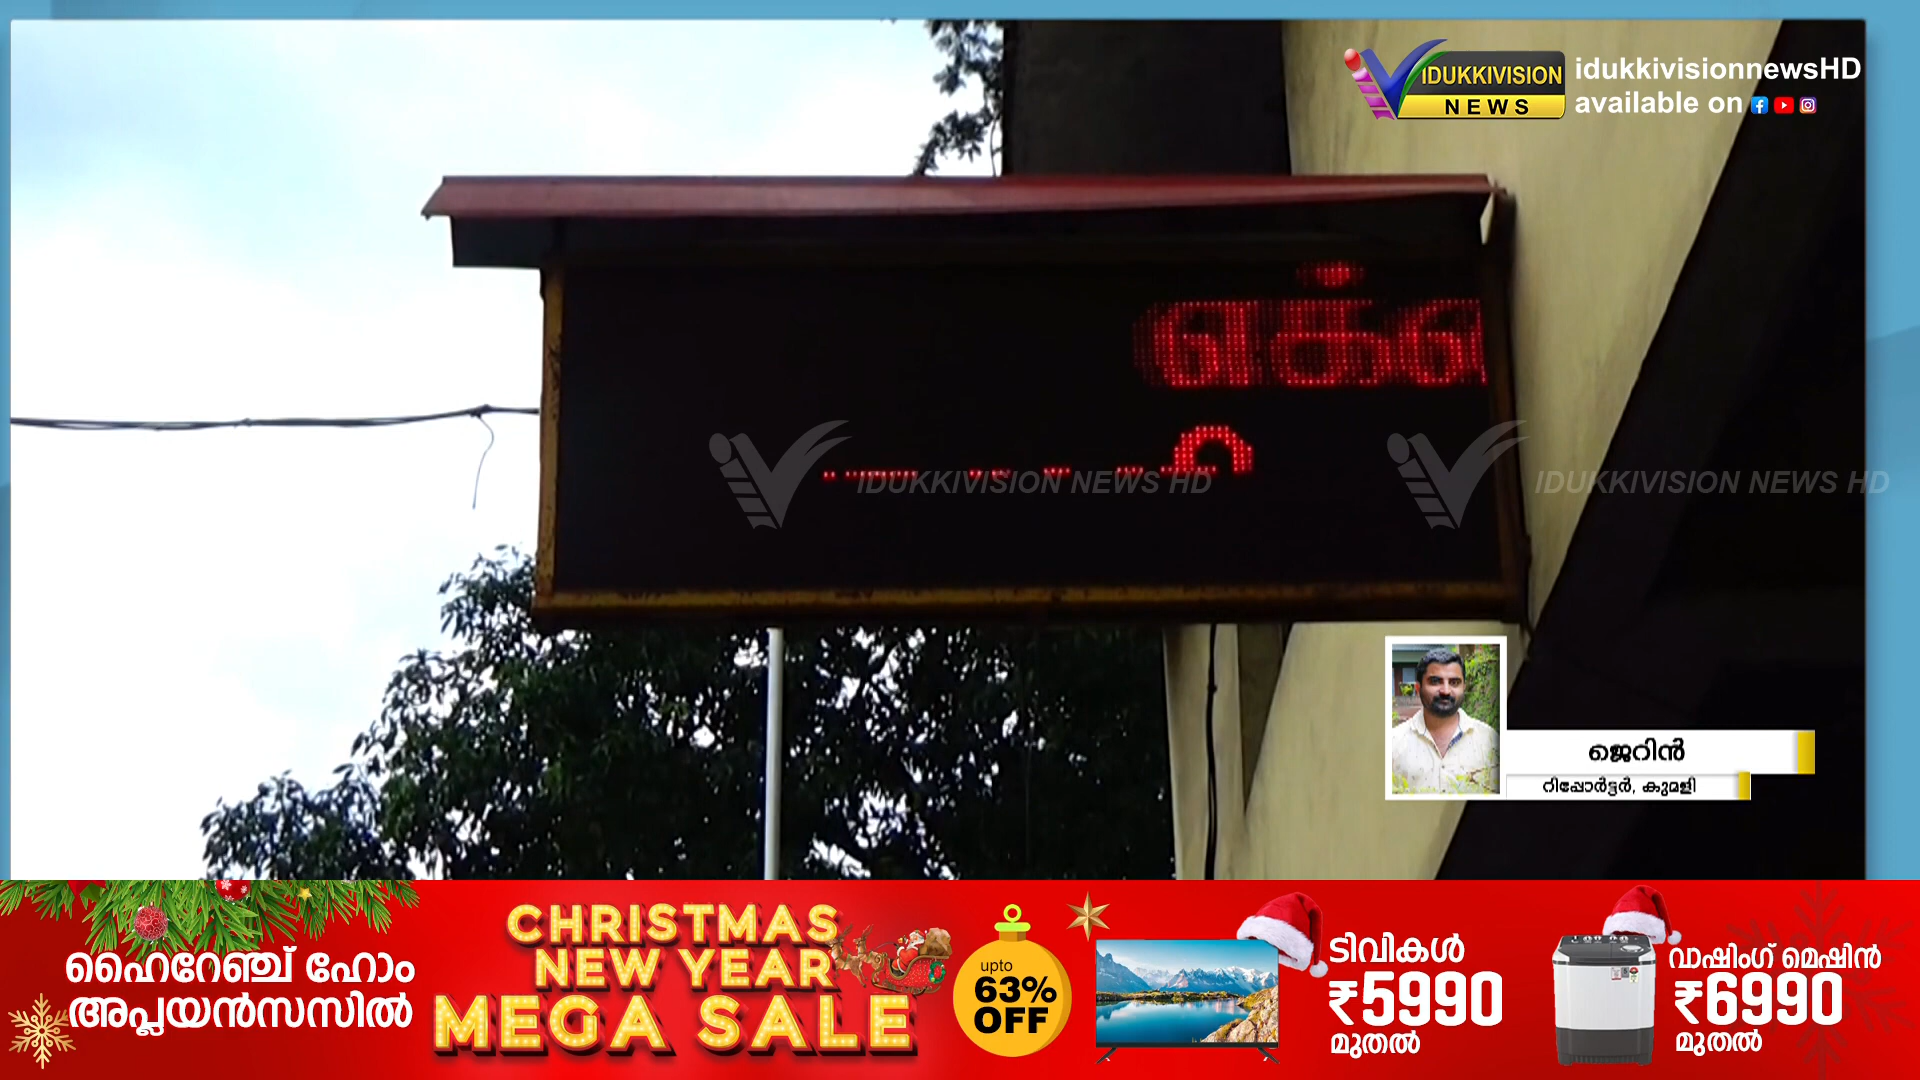 IDUKKIVISION
NEWS
idukkivisionnewsHD
available on
IDUKKIVISION NEWS HD
IDUKKIVISION NEWS HD
ജെറിൻ
റിപ്പോർട്ടർ, കുമളി
ഹൈറേഞ്ച് ഹോം
അപ്ലയൻസസിൽ
CHRISTMAS
NEW YEAR
MEGA SALE
upto
63%
OFF
ടിവികൾ
₹5990
മുതൽ
വാഷിംഗ് മെഷിൻ
₹6990
മുതൽ